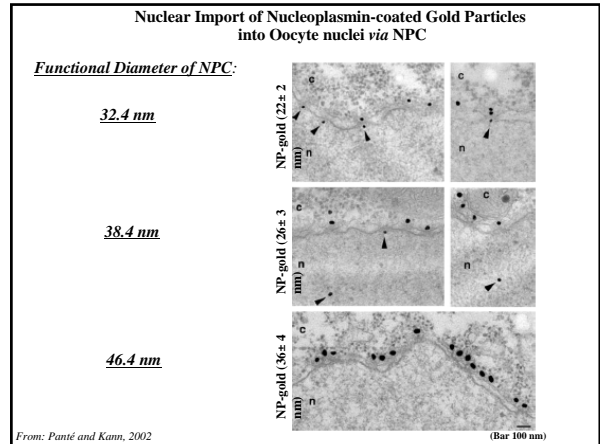 Nuclear Import of Nucleoplasmin-coated Gold Particles
into Oocyte nuclei via NPC
Functional Diameter of NPC:
32.4 nm
NP-gold (22± 2
nm)
c
n
c
n
38.4 nm
NP-gold (26± 3
nm)
c
n
c
n
46.4 nm
NP-gold (36± 4
nm)
c
n
From: Panté and Kann, 2002
(Bar 100 nm)